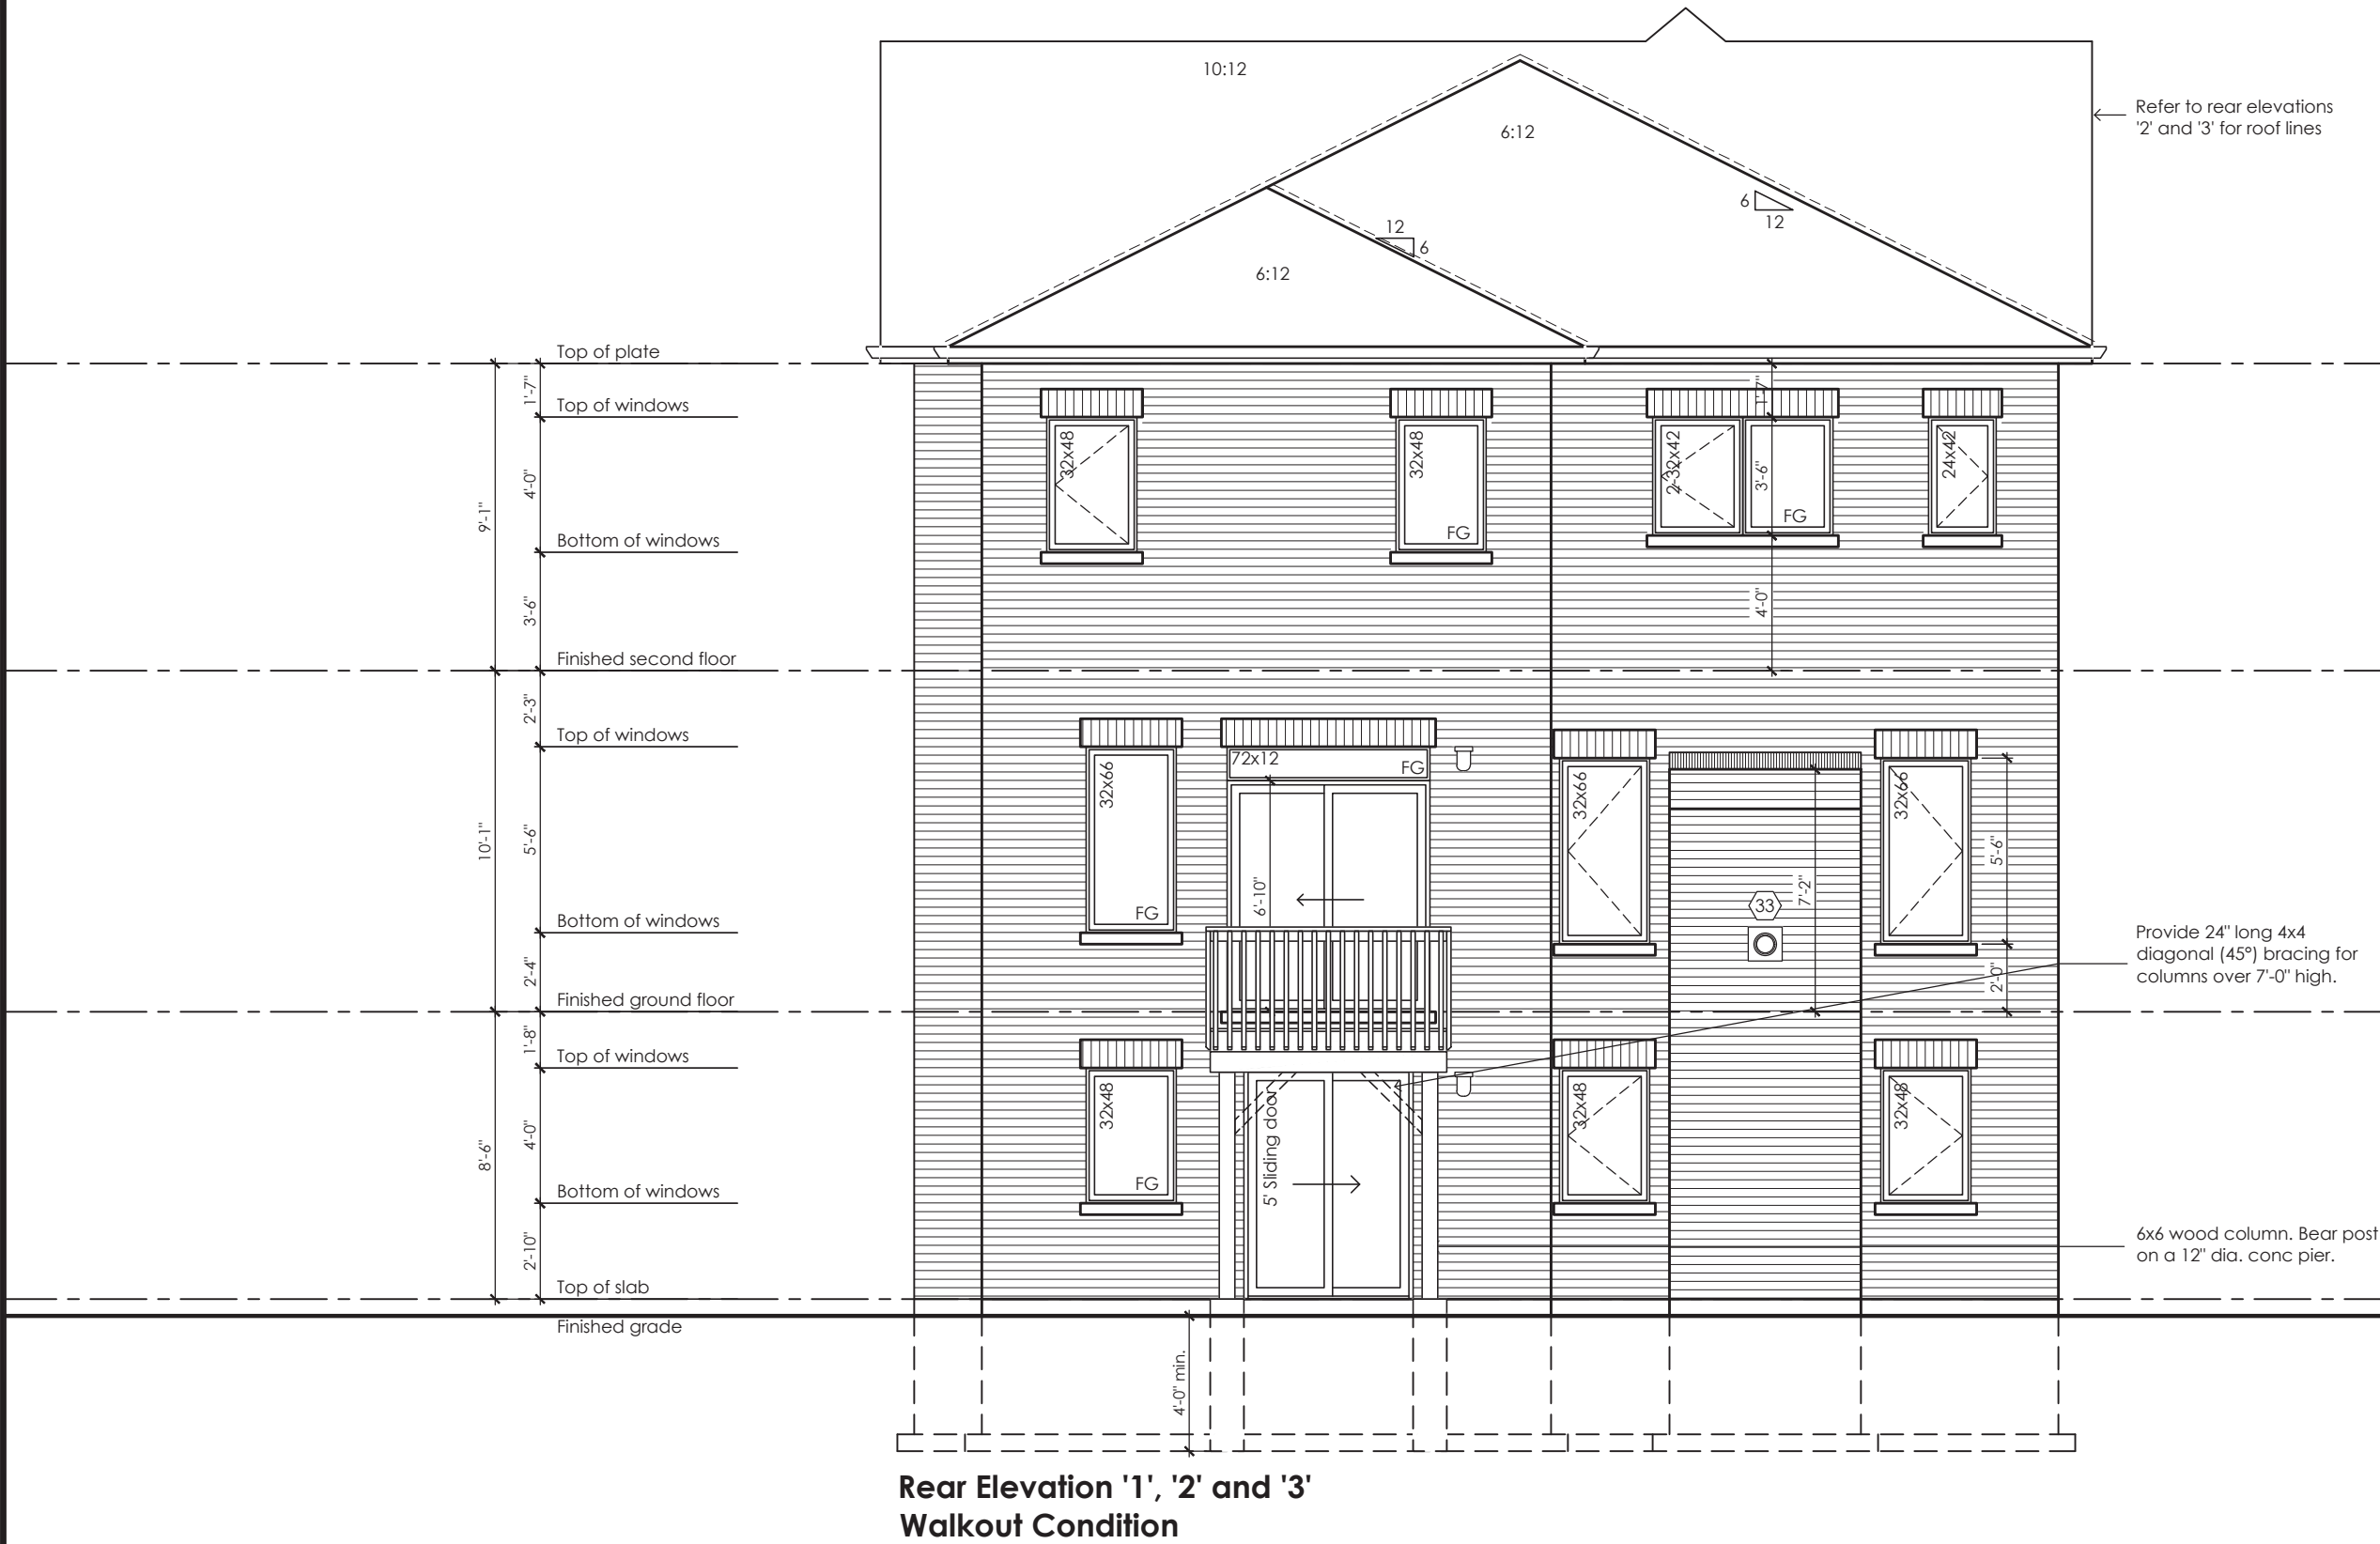 10:12
Refer to rear elevations
'2' and '3' for roof lines
6:12
6
12
12
6
6:12
Top of plate
1'-7"
1'-7"
Top of windows
32x48
32x48
2-32x42
24x42
4'-0"
3'-6"
9'-1"
FG
FG
Bottom of windows
3'-6"
4'-0"
Finished second floor
2'-3"
Top of windows
72x12
FG
32x66
32x66
32x66
10'-1"
5'-6"
5'-6"
6'-10"
7'-2"
33
FG
Bottom of windows
Provide 24" long 4x4
diagonal (45°) bracing for
columns over 7'-0" high.
2'-4"
2'-0"
Finished ground floor
1'-8"
Top of windows
32x48
32x48
32x48
4'-0"
8'-6"
5' Sliding door
FG
Bottom of windows
2'-10"
6x6 wood column. Bear post
on a 12" dia. conc pier.
Top of slab
Finished grade
4'-0" min.
Rear Elevation '1', '2' and '3'
Walkout Condition